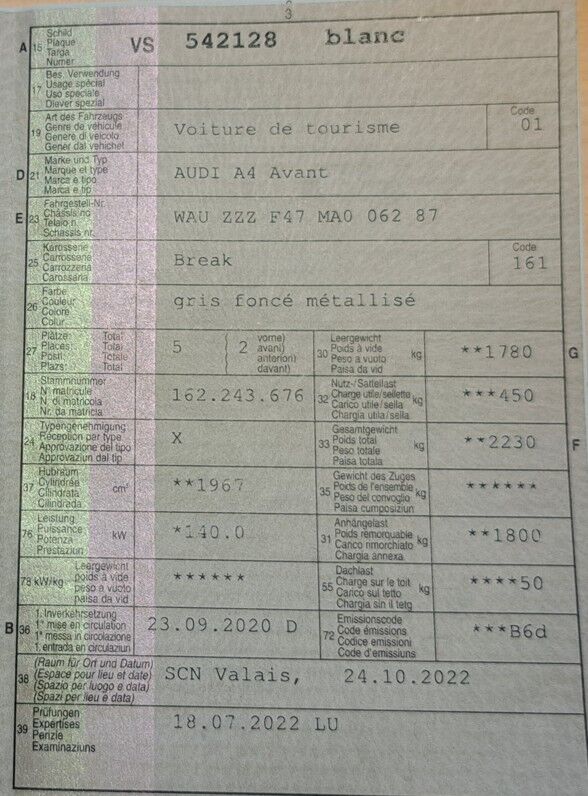 3
A 15 Schild
Plaque
Targa
Numer
VS 542128 blanc
17 Bes. Verwendung
Usage spécial
Uso speciale
Diever spezial
19 Art des Fahrzeugs
Genre de véhicule
Genere di veicolo
Gener dal vehichel
Voiture de tourisme
Code
01
D 21 Marke und Typ
Marque et type
Marca e tipo
Marca e tip
AUDI A4 Avant
E 23 Fahrgestell-Nr.
Châssis no
Telaio n.
Schassis nr.
WAU ZZZ F47 MA0 062 87
25 Karosserie
Carrosserie
Carrozzeria
Carossaria
Break
Code
161
26 Farbe
Couleur
Colore
Colur
gris foncé métallisé
27 Plätze: Total
Places: Total
Posti: Totale
Plazs: Total
5 ( 2 vorne)
avant)
anteriori)
davant)
30 Leergewicht
Poids à vide
Peso a vuoto
Paisa da vid
kg
**1780 G
18 Stammnummer
N° matricule
N. di matricola
Nr. da matricla
162.243.676
32 Nutz-/Sattellast
Charge utile/sellette
Carico utile/sella
Chargia utila/sella
kg
***450
24 Typengenehmigung
Réception par type
Approvazione del tipo
Approvaziun dal tip
X
33 Gesamtgewicht
Poids total
Peso totale
Paisa totala
kg
**2230 F
37 Hubraum
Cylindrée
Cilindrata
Cilindrada
cm³
**1967
35 Gewicht des Zuges
Poids de l'ensemble
Peso del convoglio
Paisa cumposiziun
kg
******
76 Leistung
Puissance
Potenza
Prestaziun
kW
*140.0
31 Anhängelast
Poids remorquable
Carico rimorchiato
Chargia annexa
kg
**1800
78 kW/kg Leergewicht
poids à vide
peso a vuoto
paisa da vid
******
55 Dachlast
Charge sur le toit
Carico sul tetto
Chargia sin il tetg
kg
****50
B 36 1. Inverkehrsetzung
1re mise en circulation
1a messa in circolazione
1. entrada en circulaziun
23.09.2020 D
72 Emissionscode
Code émissions
Codice emissioni
Code d'emissiuns
***B6d
38 (Raum für Ort und Datum)
(Espace pour lieu et date)
(Spazio per luogo e data)
(Spazi per lieu e data)
SCN Valais, 24.10.2022
39 Prüfungen
Expertises
Perizie
Examinaziuns
18.07.2022 LU